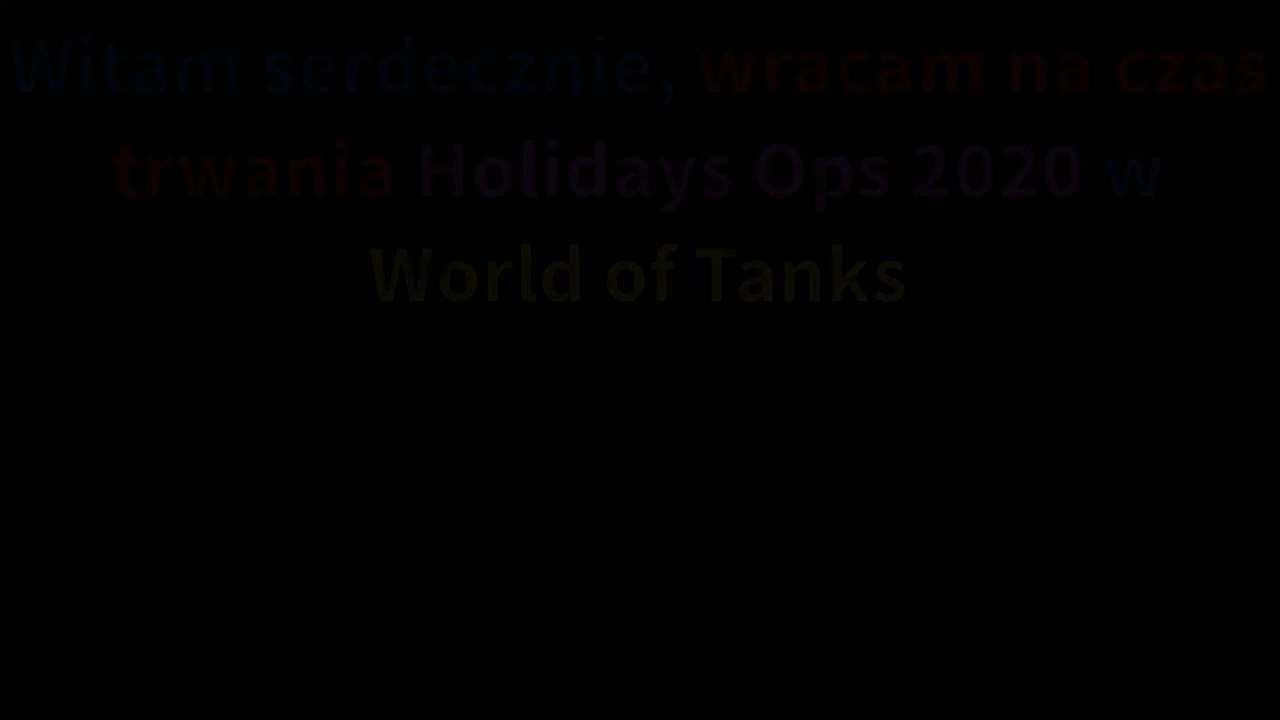 Witam serdecznie, wracam na czas
trwania Holidays Ops 2020 w
World of Tanks